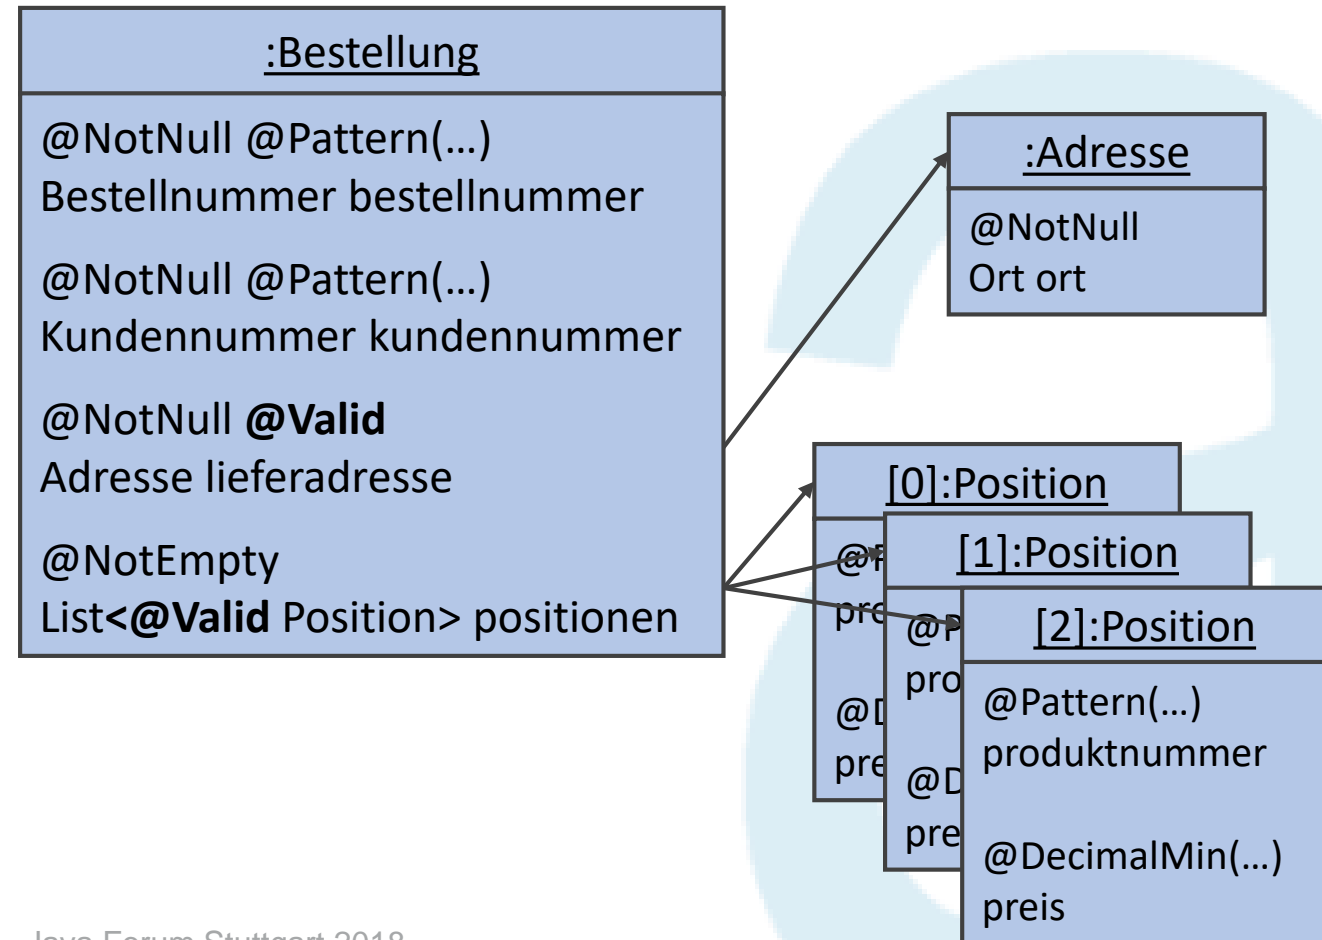 :Bestellung
@NotNull @Pattern(…)
Bestellnummer bestellnummer
@NotNull @Pattern(…)
Kundennummer kundennummer
@NotNull @Valid
Adresse lieferadresse
@NotEmpty
List<@Valid Position> positionen
:Adresse
@NotNull
Ort ort
[0]:Position
[1]:Position
[2]:Position
@Pattern(…)
produktnummer
@DecimalMin(…)
preis
Java Forum Stuttgart 2018